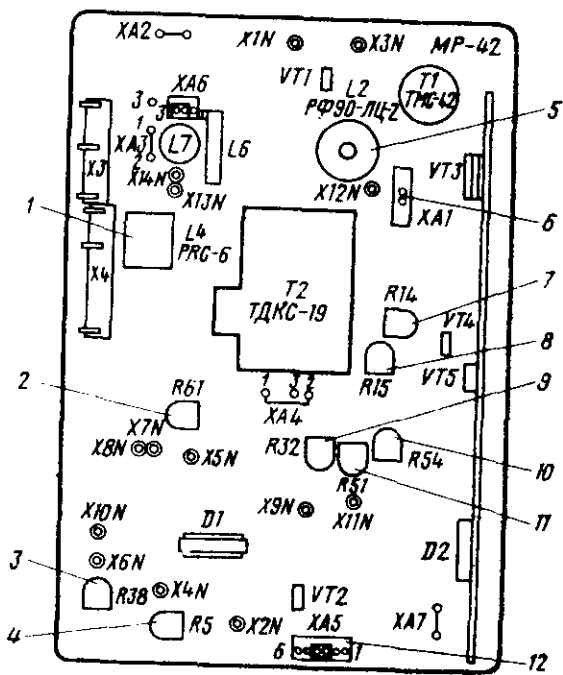 XA2
X1N
X3N
MP-42
VT1
XA6
L2
РФ90-ЛЦ-2
T1
ТМС-42
5
3
3
1
XA3
2
L7
L6
X3
VT3
X14N
X13N
X12N
XA1
6
1
L4
PRC-6
X4
T2
ТДКС-19
R14
7
VT4
8
R15
VT5
9
1
3
2
XA4
R61
2
X7N
X8N
X5N
R32
R54
10
R51
11
X9N
X11N
X10N
D1
D2
3
X6N
R38
X4N
VT2
4
R5
X2N
XA5
XA7
6
1
12